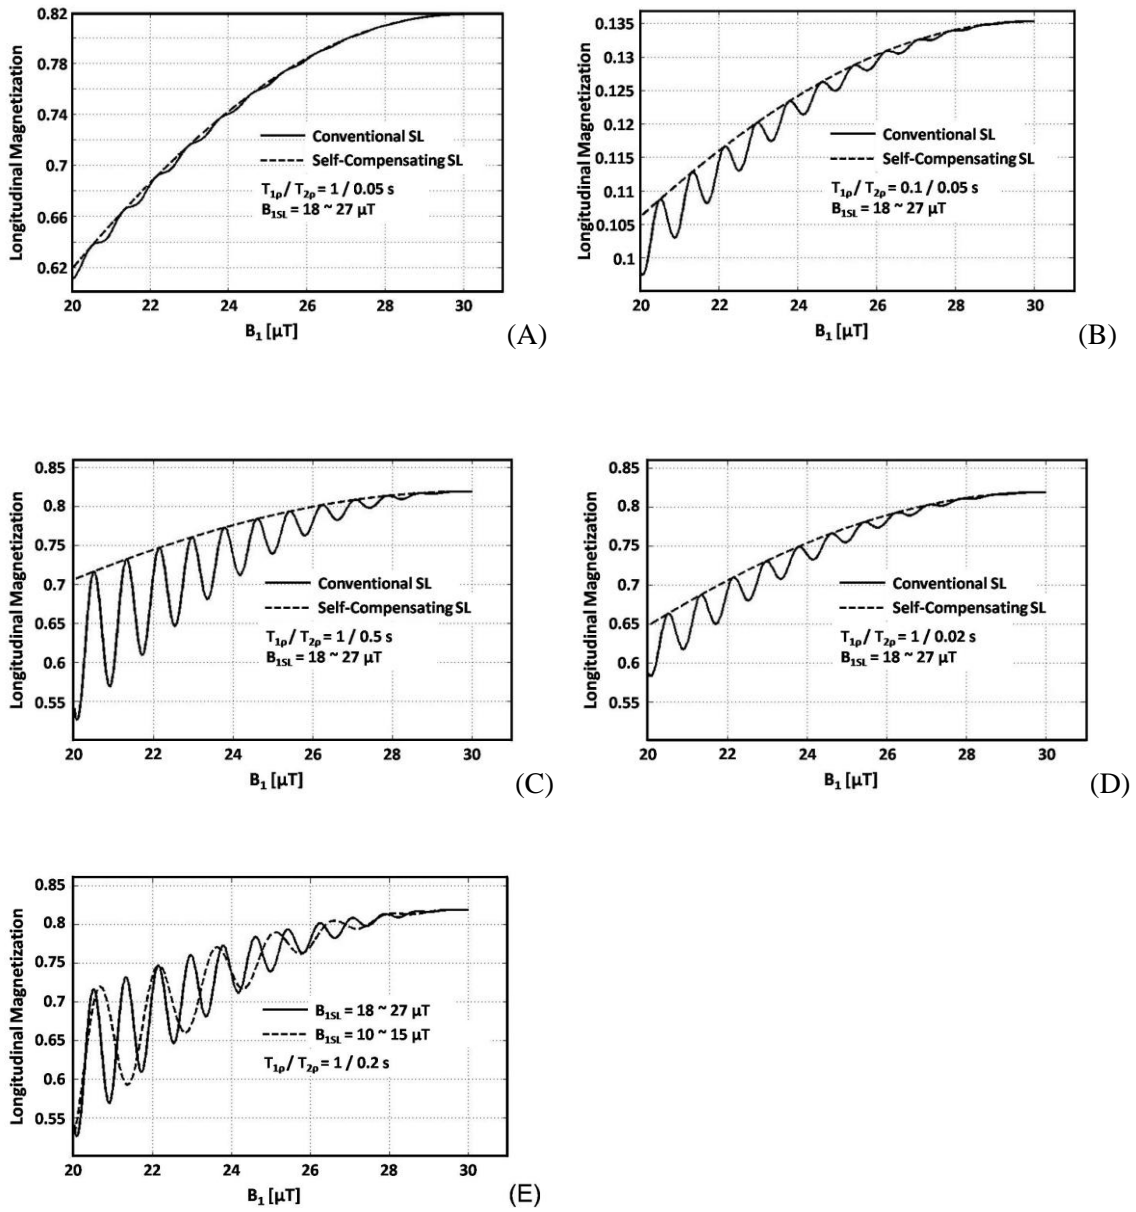 0.82
0.78
0.74
0.7
0.66
0.62
Longitudinal Magnetization
Conventional SL
Self-Compensating SL
T1ρ / T2ρ = 1 / 0.05 s
B1SL = 18 ~ 27 μT
20 22 24 26 28 30
B1 [μT]
(A)
0.135
0.13
0.125
0.12
0.115
0.11
0.105
0.1
Longitudinal Magnetization
Conventional SL
Self-Compensating SL
T1ρ / T2ρ = 0.1 / 0.05 s
B1SL = 18 ~ 27 μT
20 22 24 26 28 30
B1 [μT]
(B)
0.85
0.8
0.75
0.7
0.65
0.6
0.55
Longitudinal Magnetization
Conventional SL
Self-Compensating SL
T1ρ / T2ρ = 1 / 0.5 s
B1SL = 18 ~ 27 μT
20 22 24 26 28 30
B1 [μT]
(C)
0.85
0.8
0.75
0.7
0.65
0.6
0.55
Longitudinal Magnetization
Conventional SL
Self-Compensating SL
T1ρ / T2ρ = 1 / 0.02 s
B1SL = 18 ~ 27 μT
20 22 24 26 28 30
B1 [μT]
(D)
0.85
0.8
0.75
0.7
0.65
0.6
0.55
Longitudinal Magnetization
B1SL = 18 ~ 27 μT
B1SL = 10 ~ 15 μT
T1ρ / T2ρ = 1 / 0.2 s
20 22 24 26 28 30
B1 [μT]
(E)